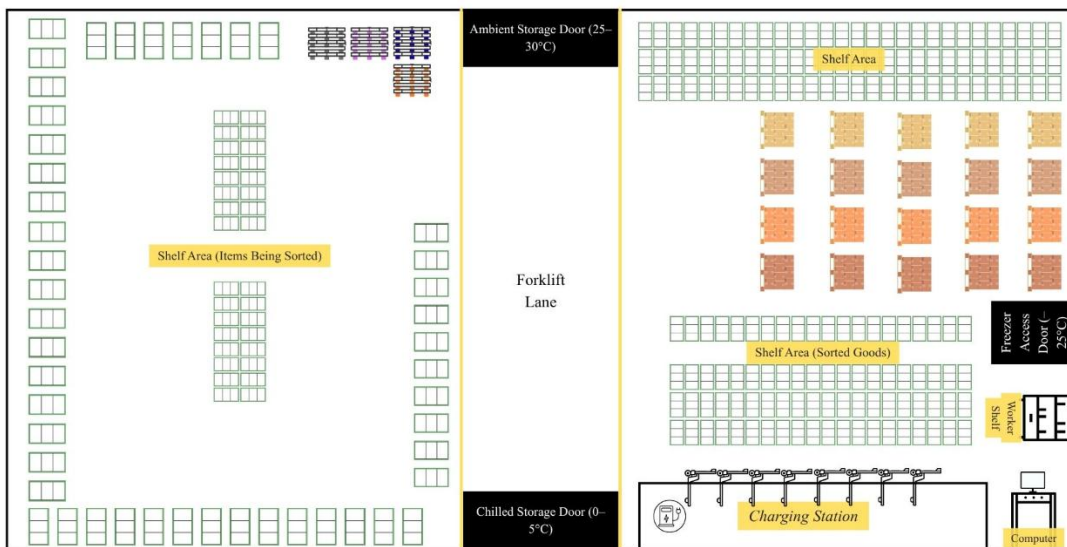 Ambient Storage Door (25–
30°C)
Shelf Area
Shelf Area (Items Being Sorted)
Forklift
Lane
Freezer
Access
Door (–
25°C)
Shelf Area (Sorted Goods)
Worker
Shelf
Chilled Storage Door (0–
5°C)
Charging Station
Computer